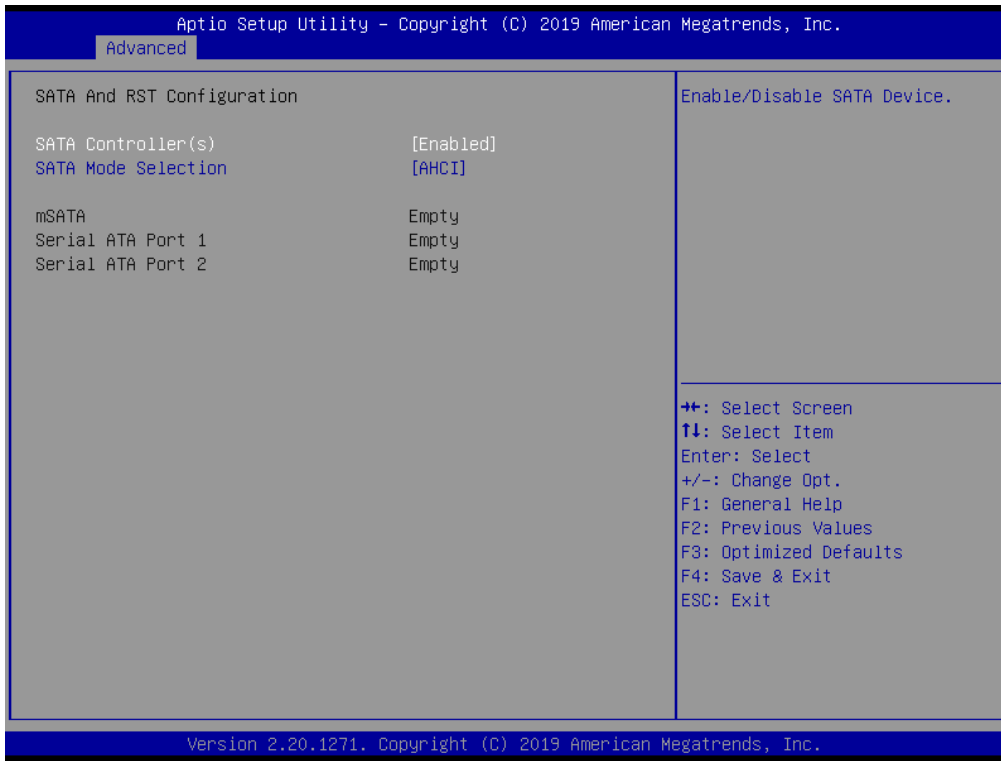 Aptio Setup Utility – Copyright (C) 2019 American Megatrends, Inc.
Advanced
SATA And RST Configuration
SATA Controller(s) [Enabled]
SATA Mode Selection [AHCI]
mSATA Empty
Serial ATA Port 1 Empty
Serial ATA Port 2 Empty
Enable/Disable SATA Device.
→←: Select Screen
↑↓: Select Item
Enter: Select
+/-: Change Opt.
F1: General Help
F2: Previous Values
F3: Optimized Defaults
F4: Save & Exit
ESC: Exit
Version 2.20.1271. Copyright (C) 2019 American Megatrends, Inc.